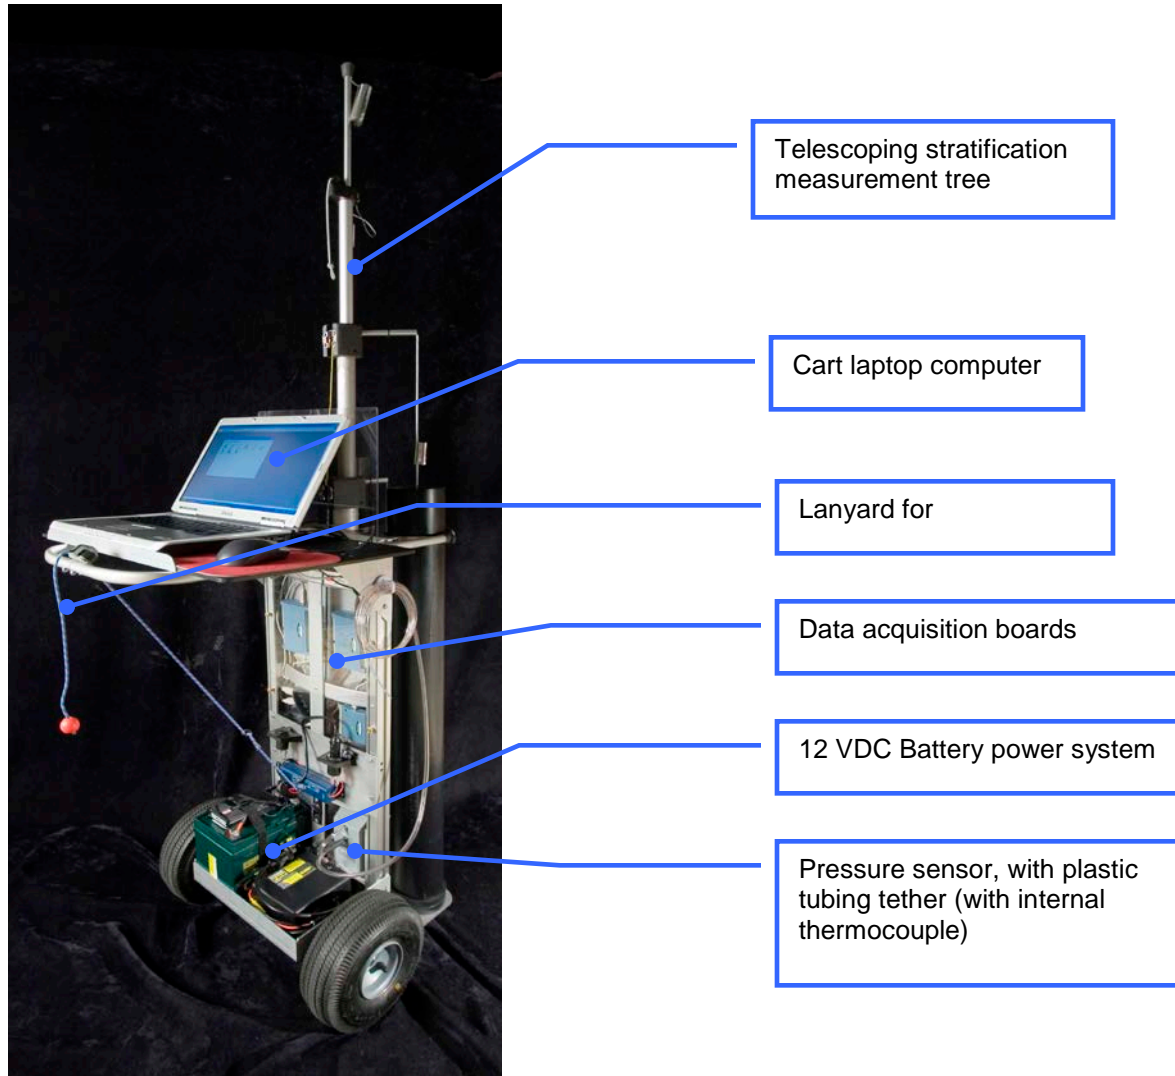 Telescoping stratification
measurement tree
Cart laptop computer
Lanyard for
Data acquisition boards
12 VDC Battery power system
Pressure sensor, with plastic
tubing tether (with internal
thermocouple)